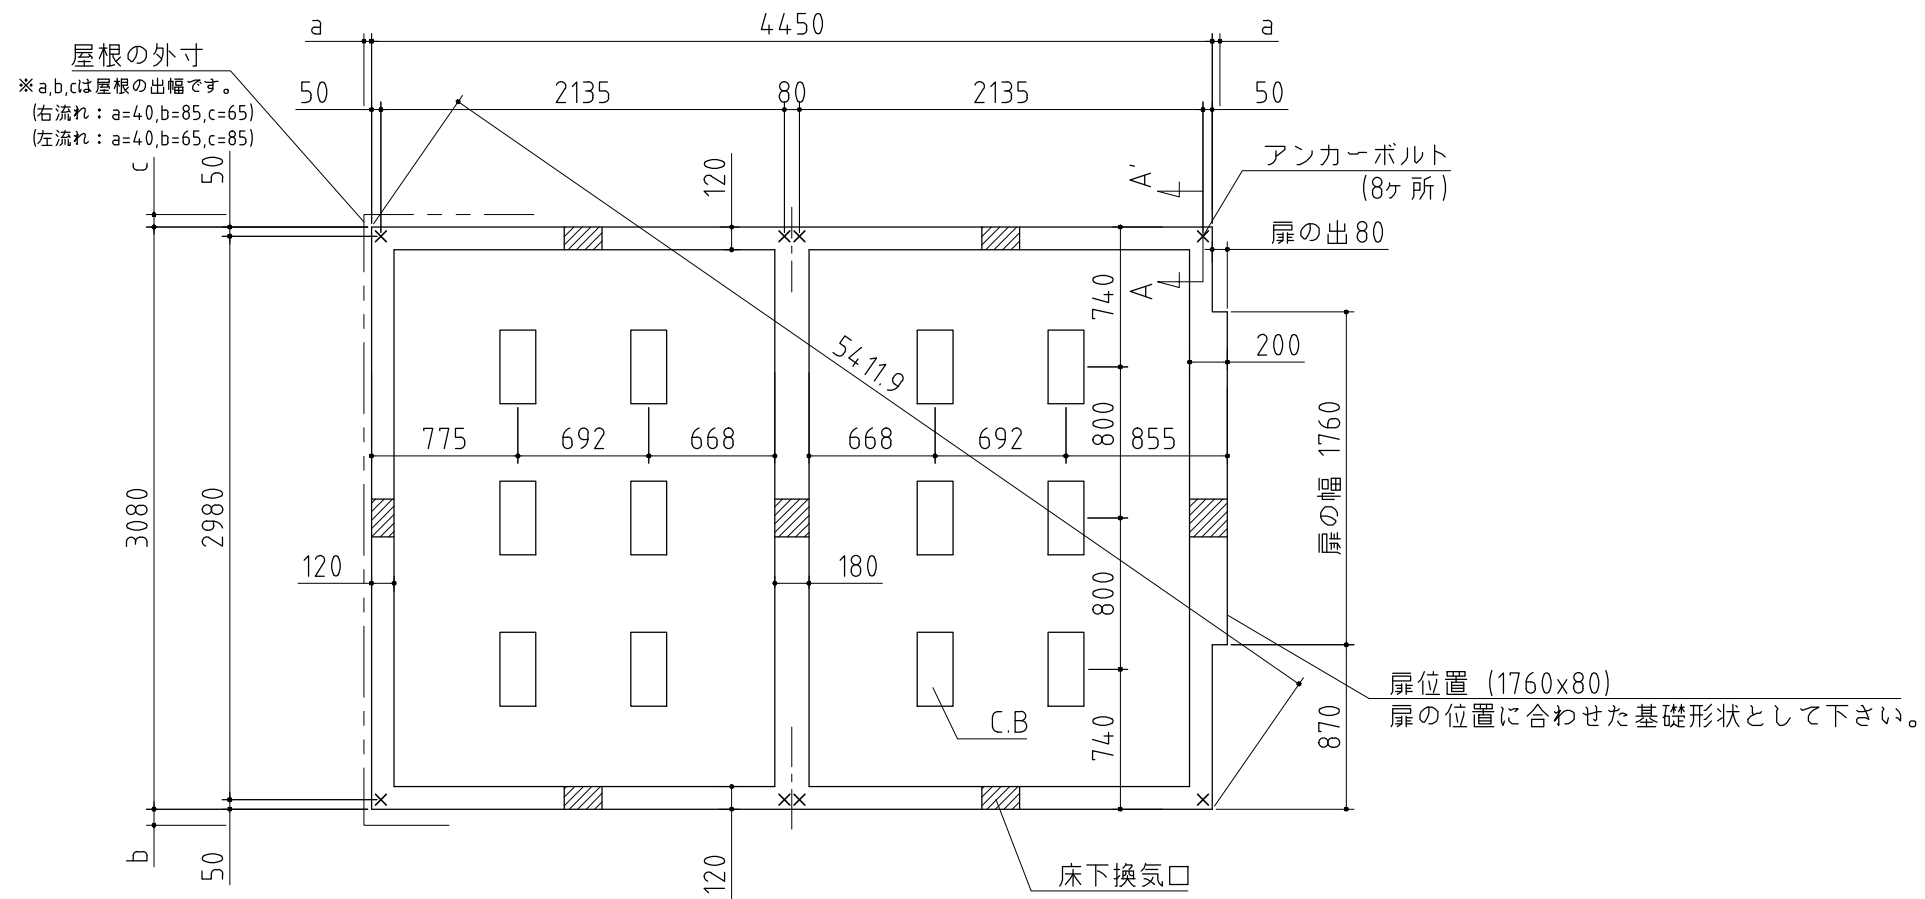 a
4450
a
屋根の外寸
※a,b,cは屋根の出幅です。
(右流れ：a=40,b=85,c=65)
(左流れ：a=40,b=65,c=85)
50
2135
80
2135
50
c
50
120
A'
アンカーボルト
(8ヶ所)
扉の出80
A
740
5411.9
200
775
692
668
668
692
800
855
扉の幅 1760
3080
2980
120
180
800
扉位置 (1760x80)
扉の位置に合わせた基礎形状として下さい。
C.B
740
870
b
50
120
床下換気口